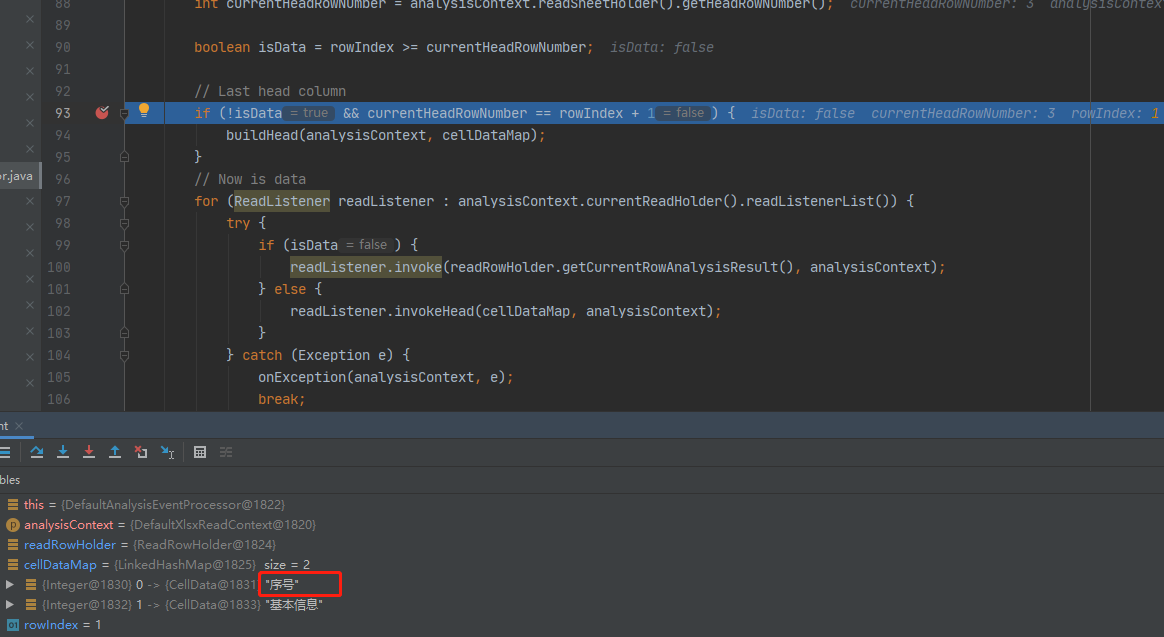 88 int currentHeadRowNumber = analysisContext.readSheetHolder().getHeadRowNumber(); currentHeadRowNumber: 3 analysisContex
89
90 boolean isData = rowIndex >= currentHeadRowNumber; isData: false
91
92 // Last head column
93 if (!isData = true && currentHeadRowNumber == rowIndex + 1 = false ) { isData: false currentHeadRowNumber: 3 rowIndex: 1
94 buildHead(analysisContext, cellDataMap);
95 }
or.java
96 // Now is data
97 for (ReadListener readListener : analysisContext.currentReadHolder().readListenerList()) {
98 try {
99 if (isData = false ) {
100 readListener.invoke(readRowHolder.getCurrentRowAnalysisResult(), analysisContext);
101 } else {
102 readListener.invokeHead(cellDataMap, analysisContext);
103 }
104 } catch (Exception e) {
105 onException(analysisContext, e);
106 break;
nt
bles
this = {DefaultAnalysisEventProcessor@1822}
analysisContext = {DefaultXlsxReadContext@1820}
readRowHolder = {ReadRowHolder@1824}
cellDataMap = {LinkedHashMap@1825} size = 2
{Integer@1830} 0 -> {CellData@1831 "序号"
{Integer@1832} 1 -> {CellData@1833} "基本信息"
rowIndex = 1